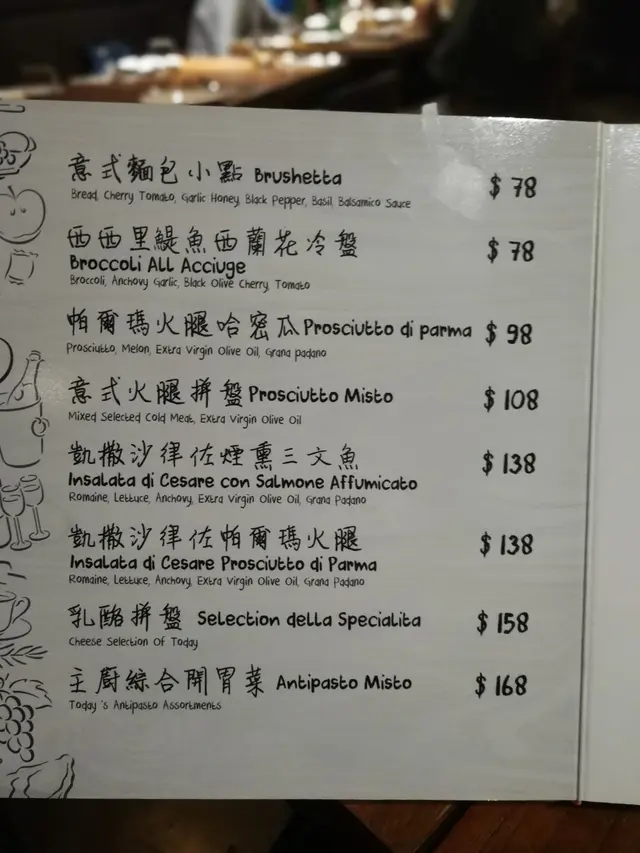 意式麵包小點 Brushetta $ 78
Bread, Cherry Tomato, Garlic Honey, Black Pepper, Basil, Balsamico Sauce
西西里鯷魚西蘭花冷盤 $ 78
Broccoli All Acciuge
Broccoli, Anchovy Garlic, Black Olive Cherry, Tomato
帕爾瑪火腿哈密瓜 Prosciutto di parma $ 98
Prosciutto, Melon, Extra Virgin Olive Oil, Grana padano
意式火腿拼盤 Prosciutto Misto $ 108
Mixed Selected Cold Meat, Extra Virgin Olive Oil
凱撒沙律佐煙熏三文魚 $ 138
Insalata di Cesare con Salmone Affumicato
Romaine, Lettuce, Anchovy, Extra Virgin Olive Oil, Grana Padano
凱撒沙律佐帕爾瑪火腿 $ 138
Insalata di Cesare Prosciutto di Parma
Romaine, Lettuce, Anchovy, Extra Virgin Olive Oil, Grana Padano
乳酪拼盤 Selection della Specialita $ 158
Cheese Selection Of Today
主廚綜合開胃菜 Antipasto Misto $ 168
Today 's Antipasto Assortments